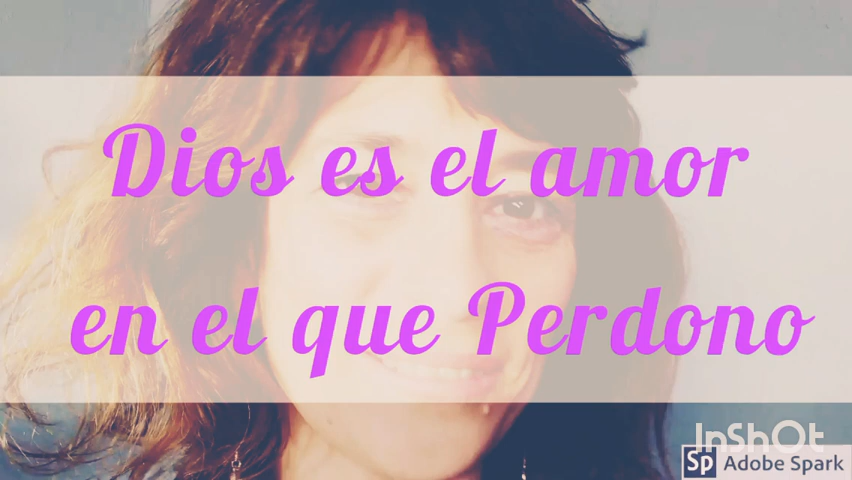 Dios es el amor
en el que Perdono
InShOt
Sp Adobe Spark